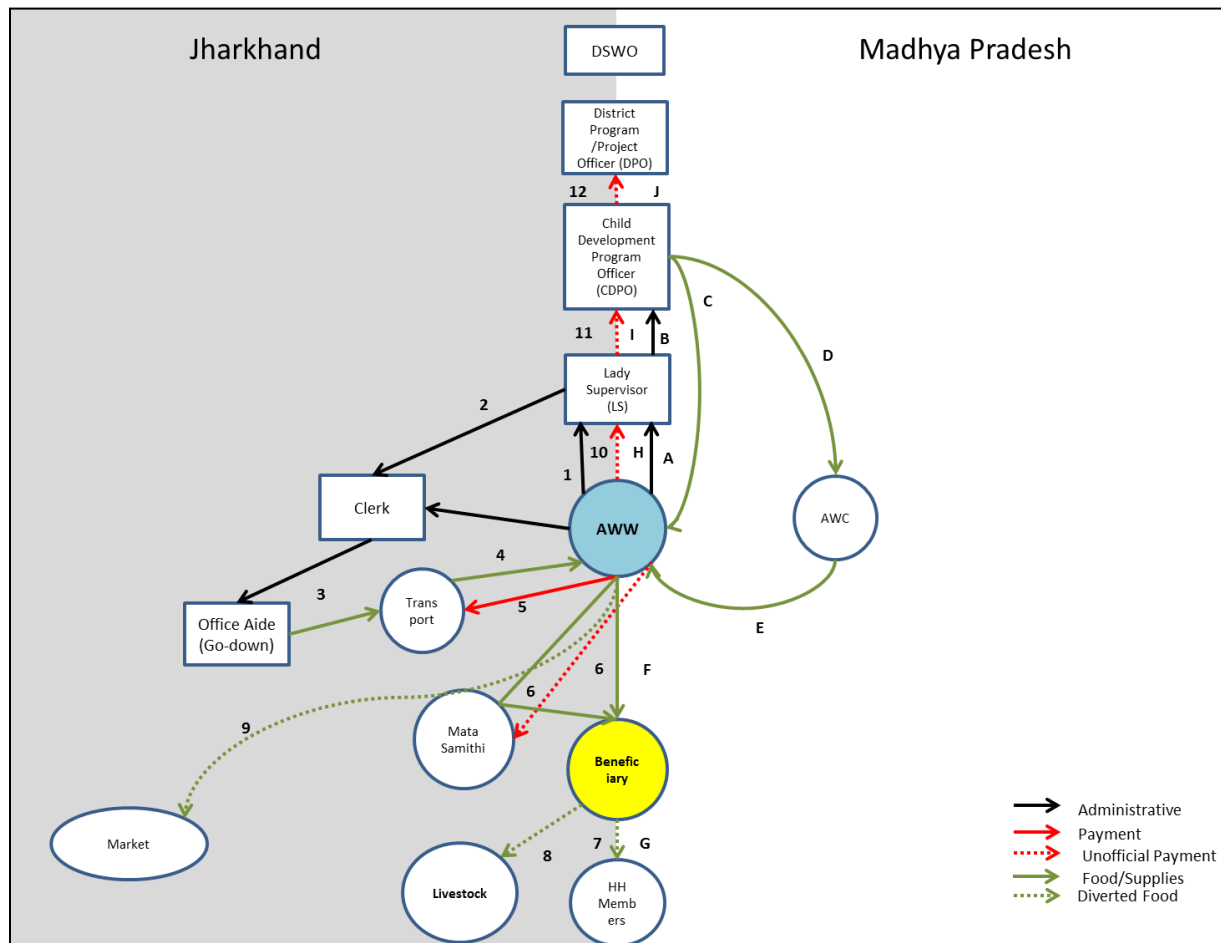 Jharkhand
Madhya Pradesh
DSWO
District
Program
/Project
Officer (DPO)
12
J
Child
Development
Program
Officer
(CDPO)
C
11
I
B
D
Lady
Supervisor
(LS)
2
10
H
A
1
Clerk
AWW
AWC
4
3
Trans
port
5
Office Aide
(Go-down)
E
6
F
6
9
Mata
Samithi
Benefic
iary
Market
8
7
G
Livestock
HH
Memb
ers
Administrative
Payment
Unofficial Payment
Food/Supplies
Diverted Food